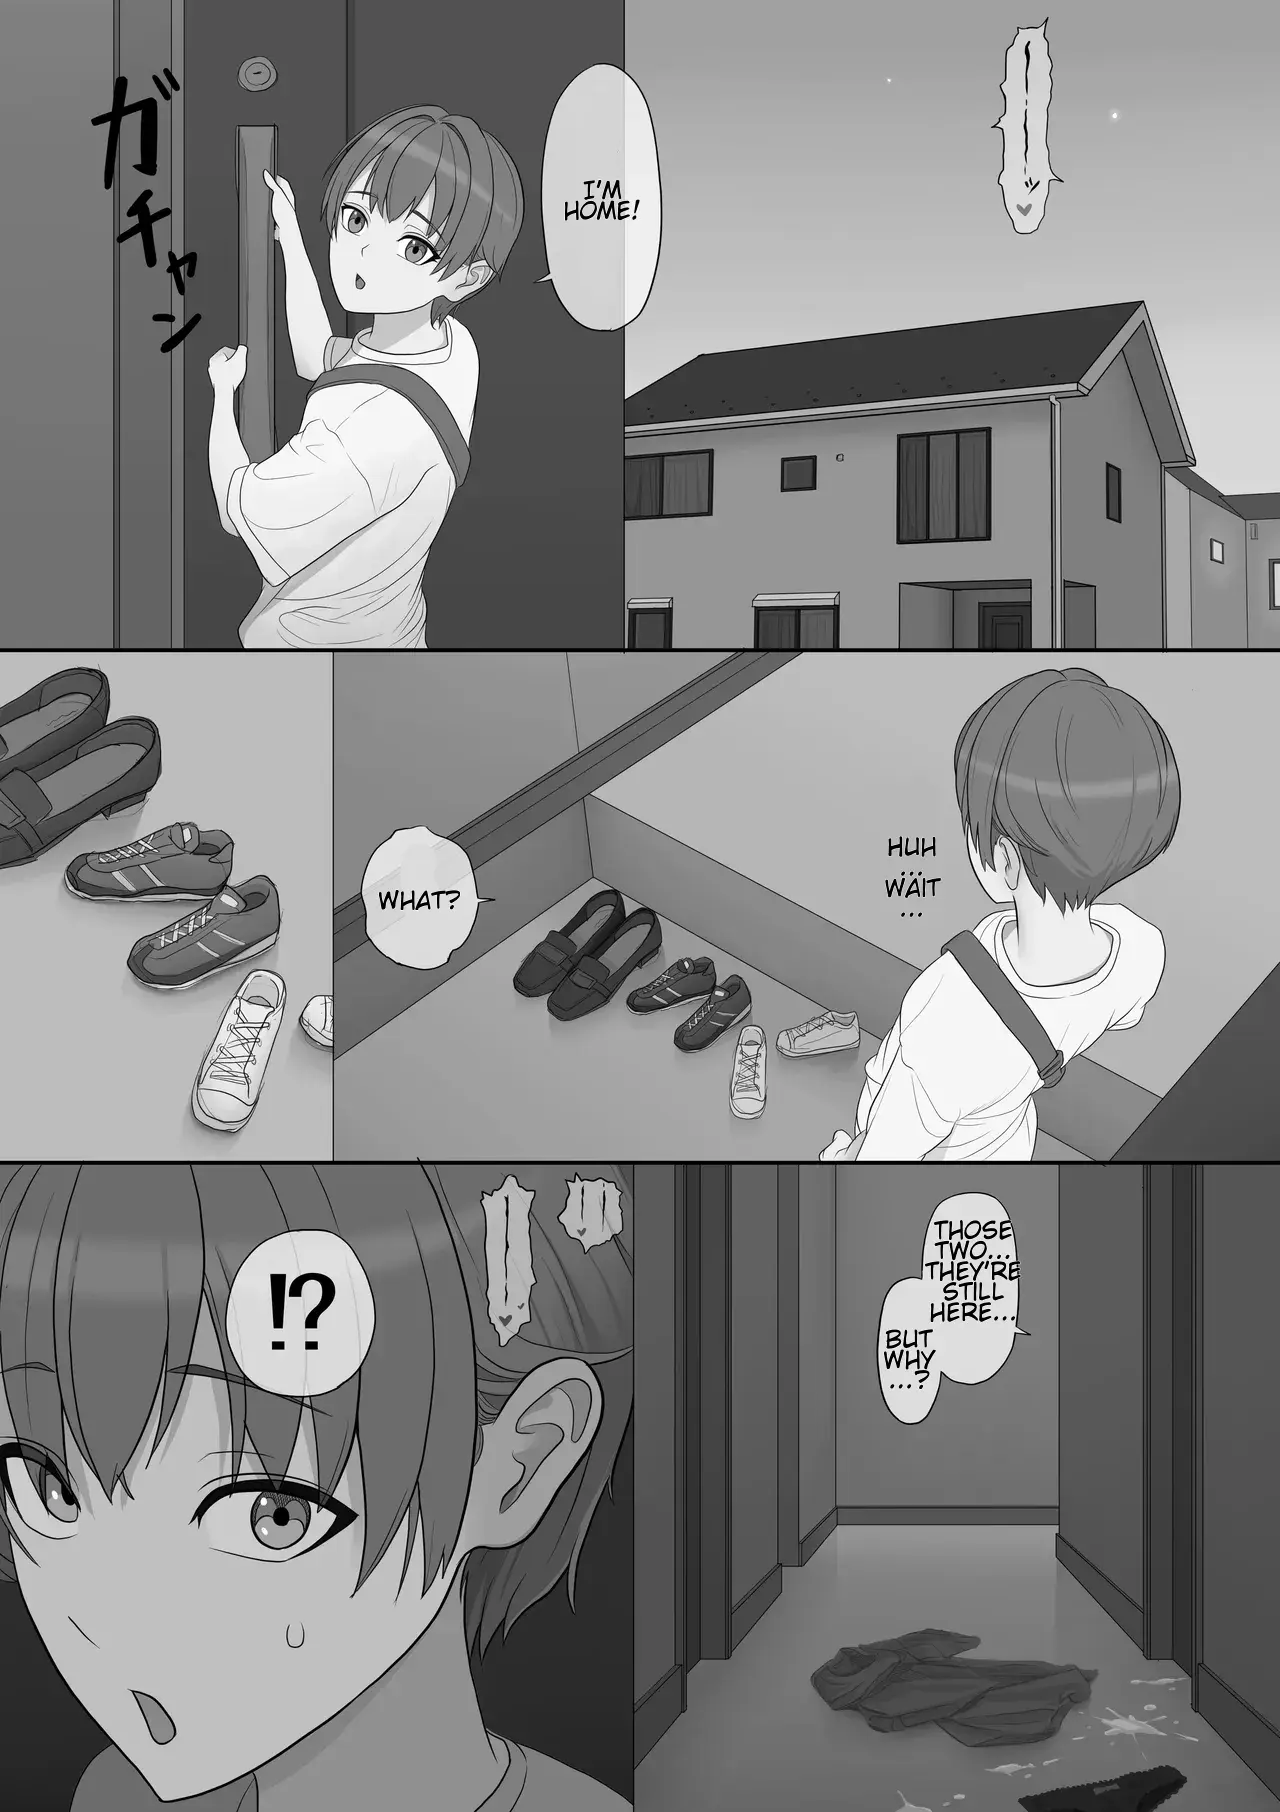 I'M
HOME!
ガチャン
HUH
...
WAIT
...
WHAT?
THOSE
TWO...
THEY'RE
STILL
HERE...
BUT
WHY
...?
!?